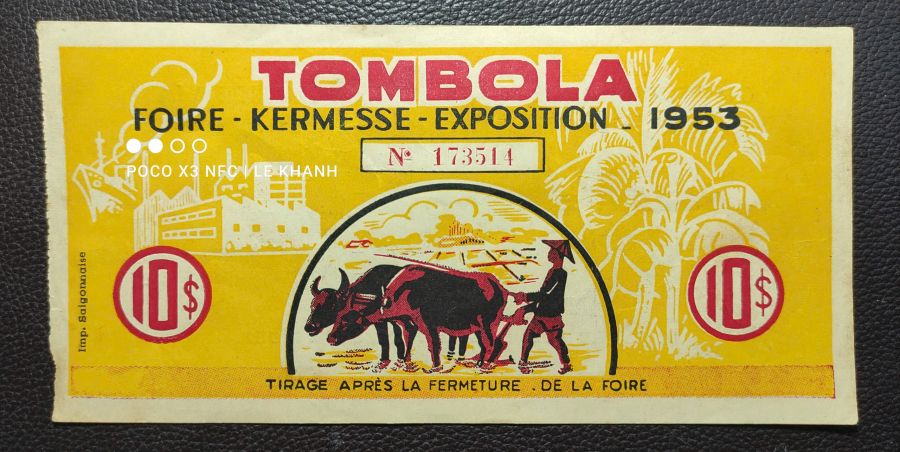 TOMBOLA
FOIRE - KERMESSE - EXPOSITION - 1953
Nº 173514
POCO X3 NFC | LE KHANH
10$
10$
Imp. Saigonnaise
TIRAGE APRÈS LA FERMETURE . DE LA FOIRE